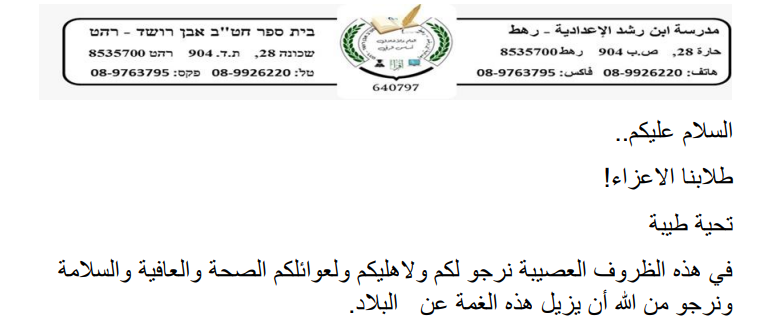 مدرسة ابن رشد الإعدادية - رهط
حارة 28, ص.ب 904 رهط 8535700
هاتف: 08-9926220 فاكس: 08-9763795
640797
בית ספר חט"ב אבן רושד - רהט
שכונה 28, ת.ד. 904 רהט 8535700
טל: 08-9926220 פקס: 08-9763795
السلام عليكم..
طلابنا الاعزاء!
تحية طيبة
في هذه الظروف العصيبة نرجو لكم ولاهليكم ولعوائلكم الصحة والعافية والسلامة
ونرجو من الله أن يزيل هذه الغمة عن البلاد.